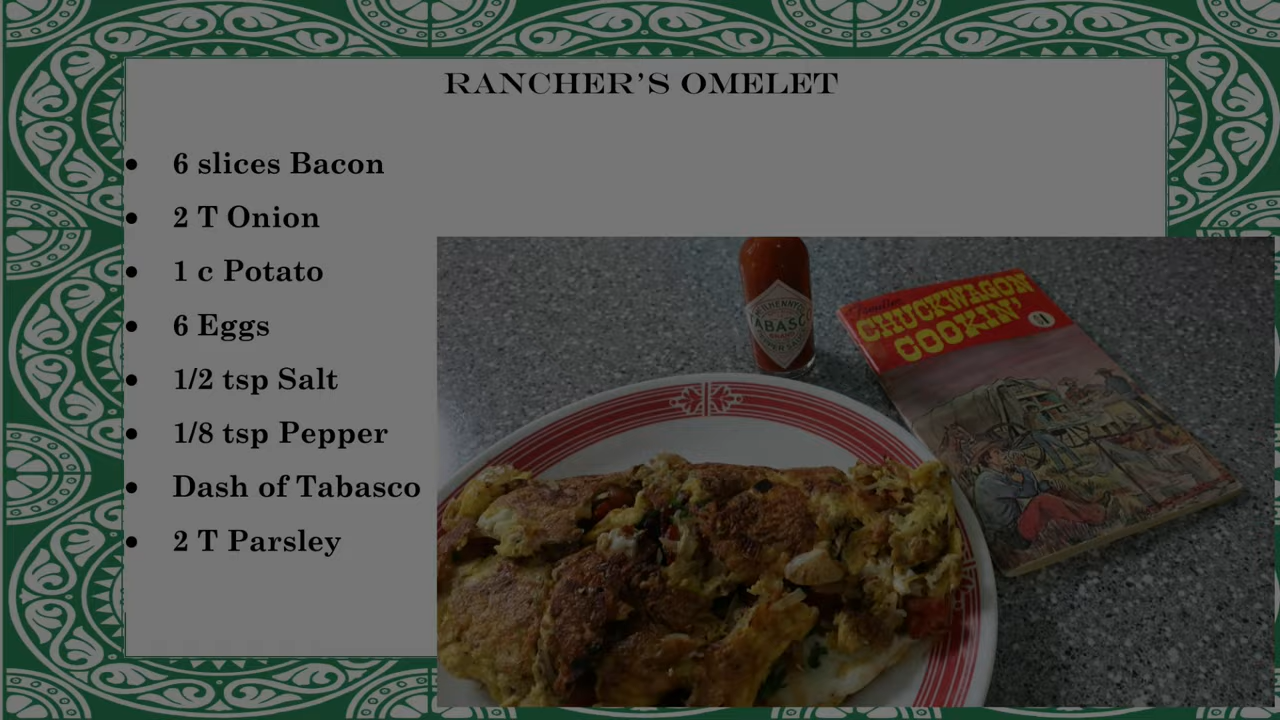 RANCHER'S OMELET
• 6 slices Bacon
• 2 T Onion
• 1 c Potato
• 6 Eggs
• 1/2 tsp Salt
• 1/8 tsp Pepper
• Dash of Tabasco
• 2 T Parsley
CHUCKWAGON
COOKIN'